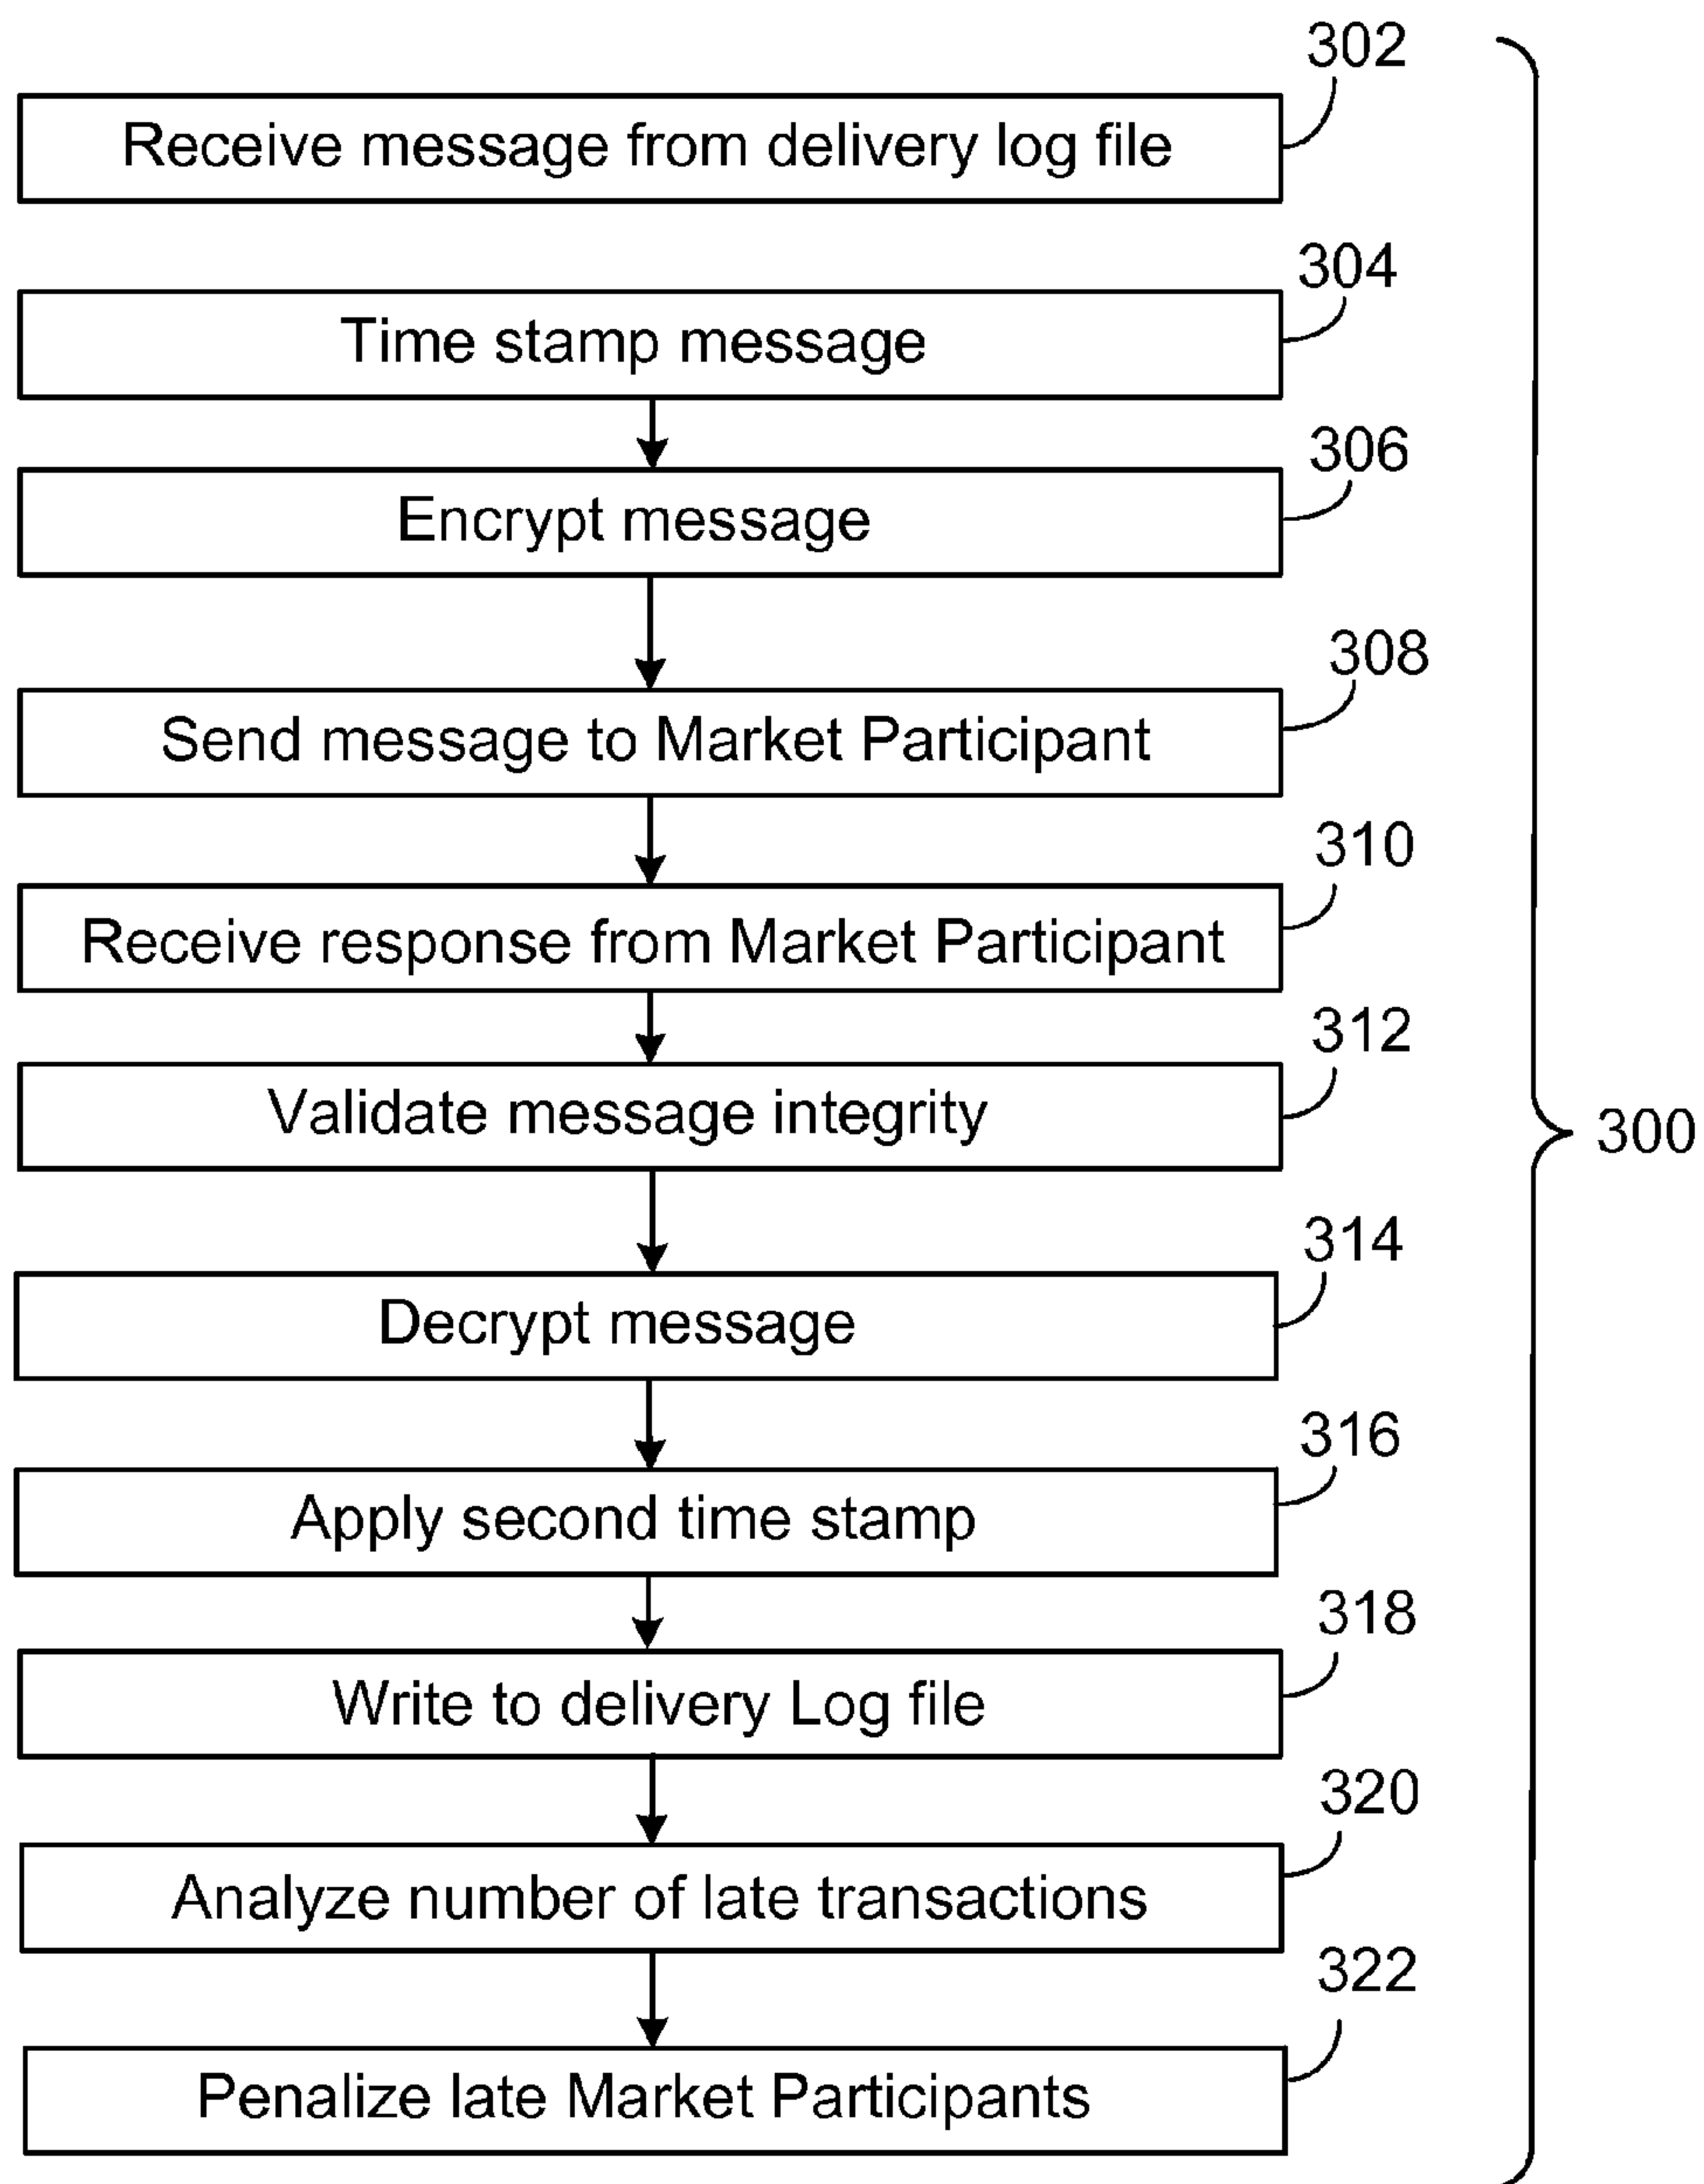 302
Receive message from delivery log file
304
Time stamp message
306
Encrypt message
308
Send message to Market Participant
310
Receive response from Market Participant
312
Validate message integrity
300
314
Decrypt message
316
Apply second time stamp
318
Write to delivery Log file
320
Analyze number of late transactions
322
Penalize late Market Participants